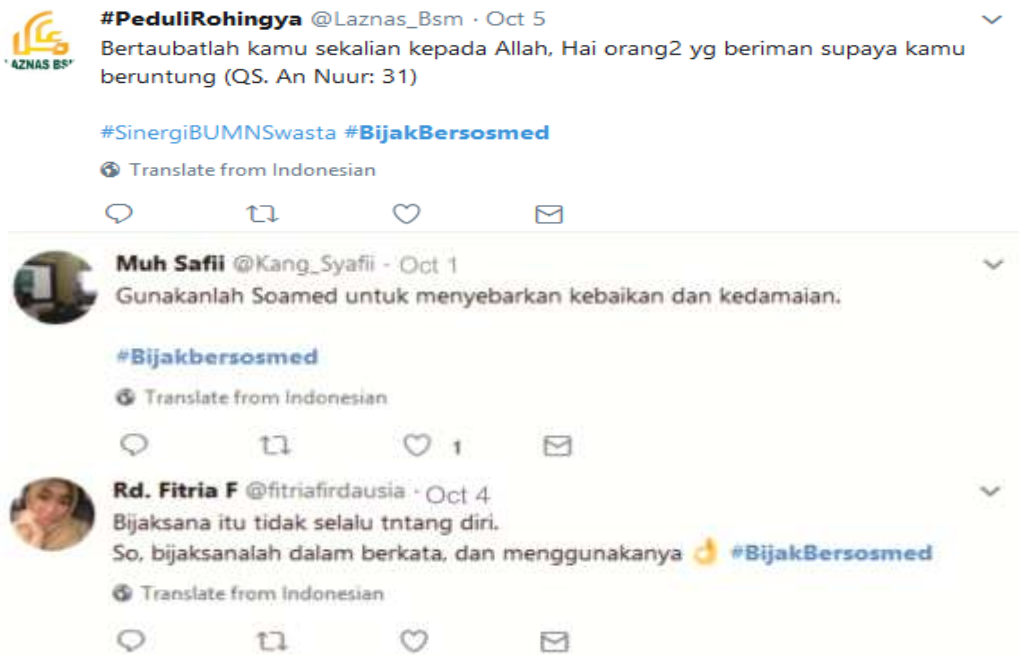 #PeduliRohingya @Laznas_Bsm · Oct 5
Bertaubatlah kamu sekalian kepada Allah, Hai orang2 yg beriman supaya kamu
beruntung (QS. An Nuur: 31)
#SinergiBUMNSwasta #BijakBersosmed
Translate from Indonesian
LAZNAS BSM
Muh Safii @Kang_Syafii - Oct 1
Gunakanlah Soamed untuk menyebarkan kebaikan dan kedamaian.
#Bijakbersosmed
Translate from Indonesian
1
Rd. Fitria F @fitriafirdausia · Oct 4
Bijaksana itu tidak selalu tntang diri.
So, bijaksanalah dalam berkata, dan menggunakanya 👌 #BijakBersosmed
Translate from Indonesian